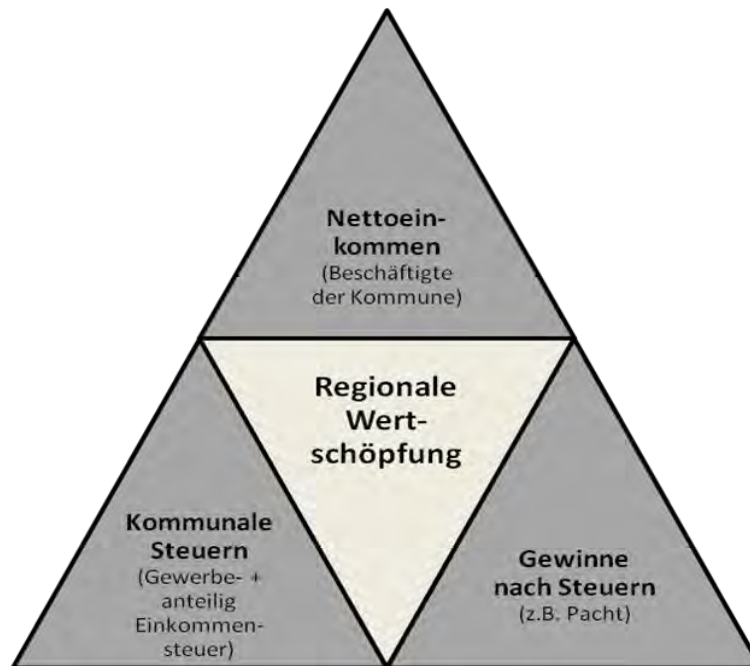 Nettoein-
kommen
(Beschäftigte
der Kommune)
Regionale
Wert-
schöpfung
Kommunale
Steuern
(Gewerbe- +
anteilig
Einkommen-
steuer)
Gewinne
nach Steuern
(z.B. Pacht)